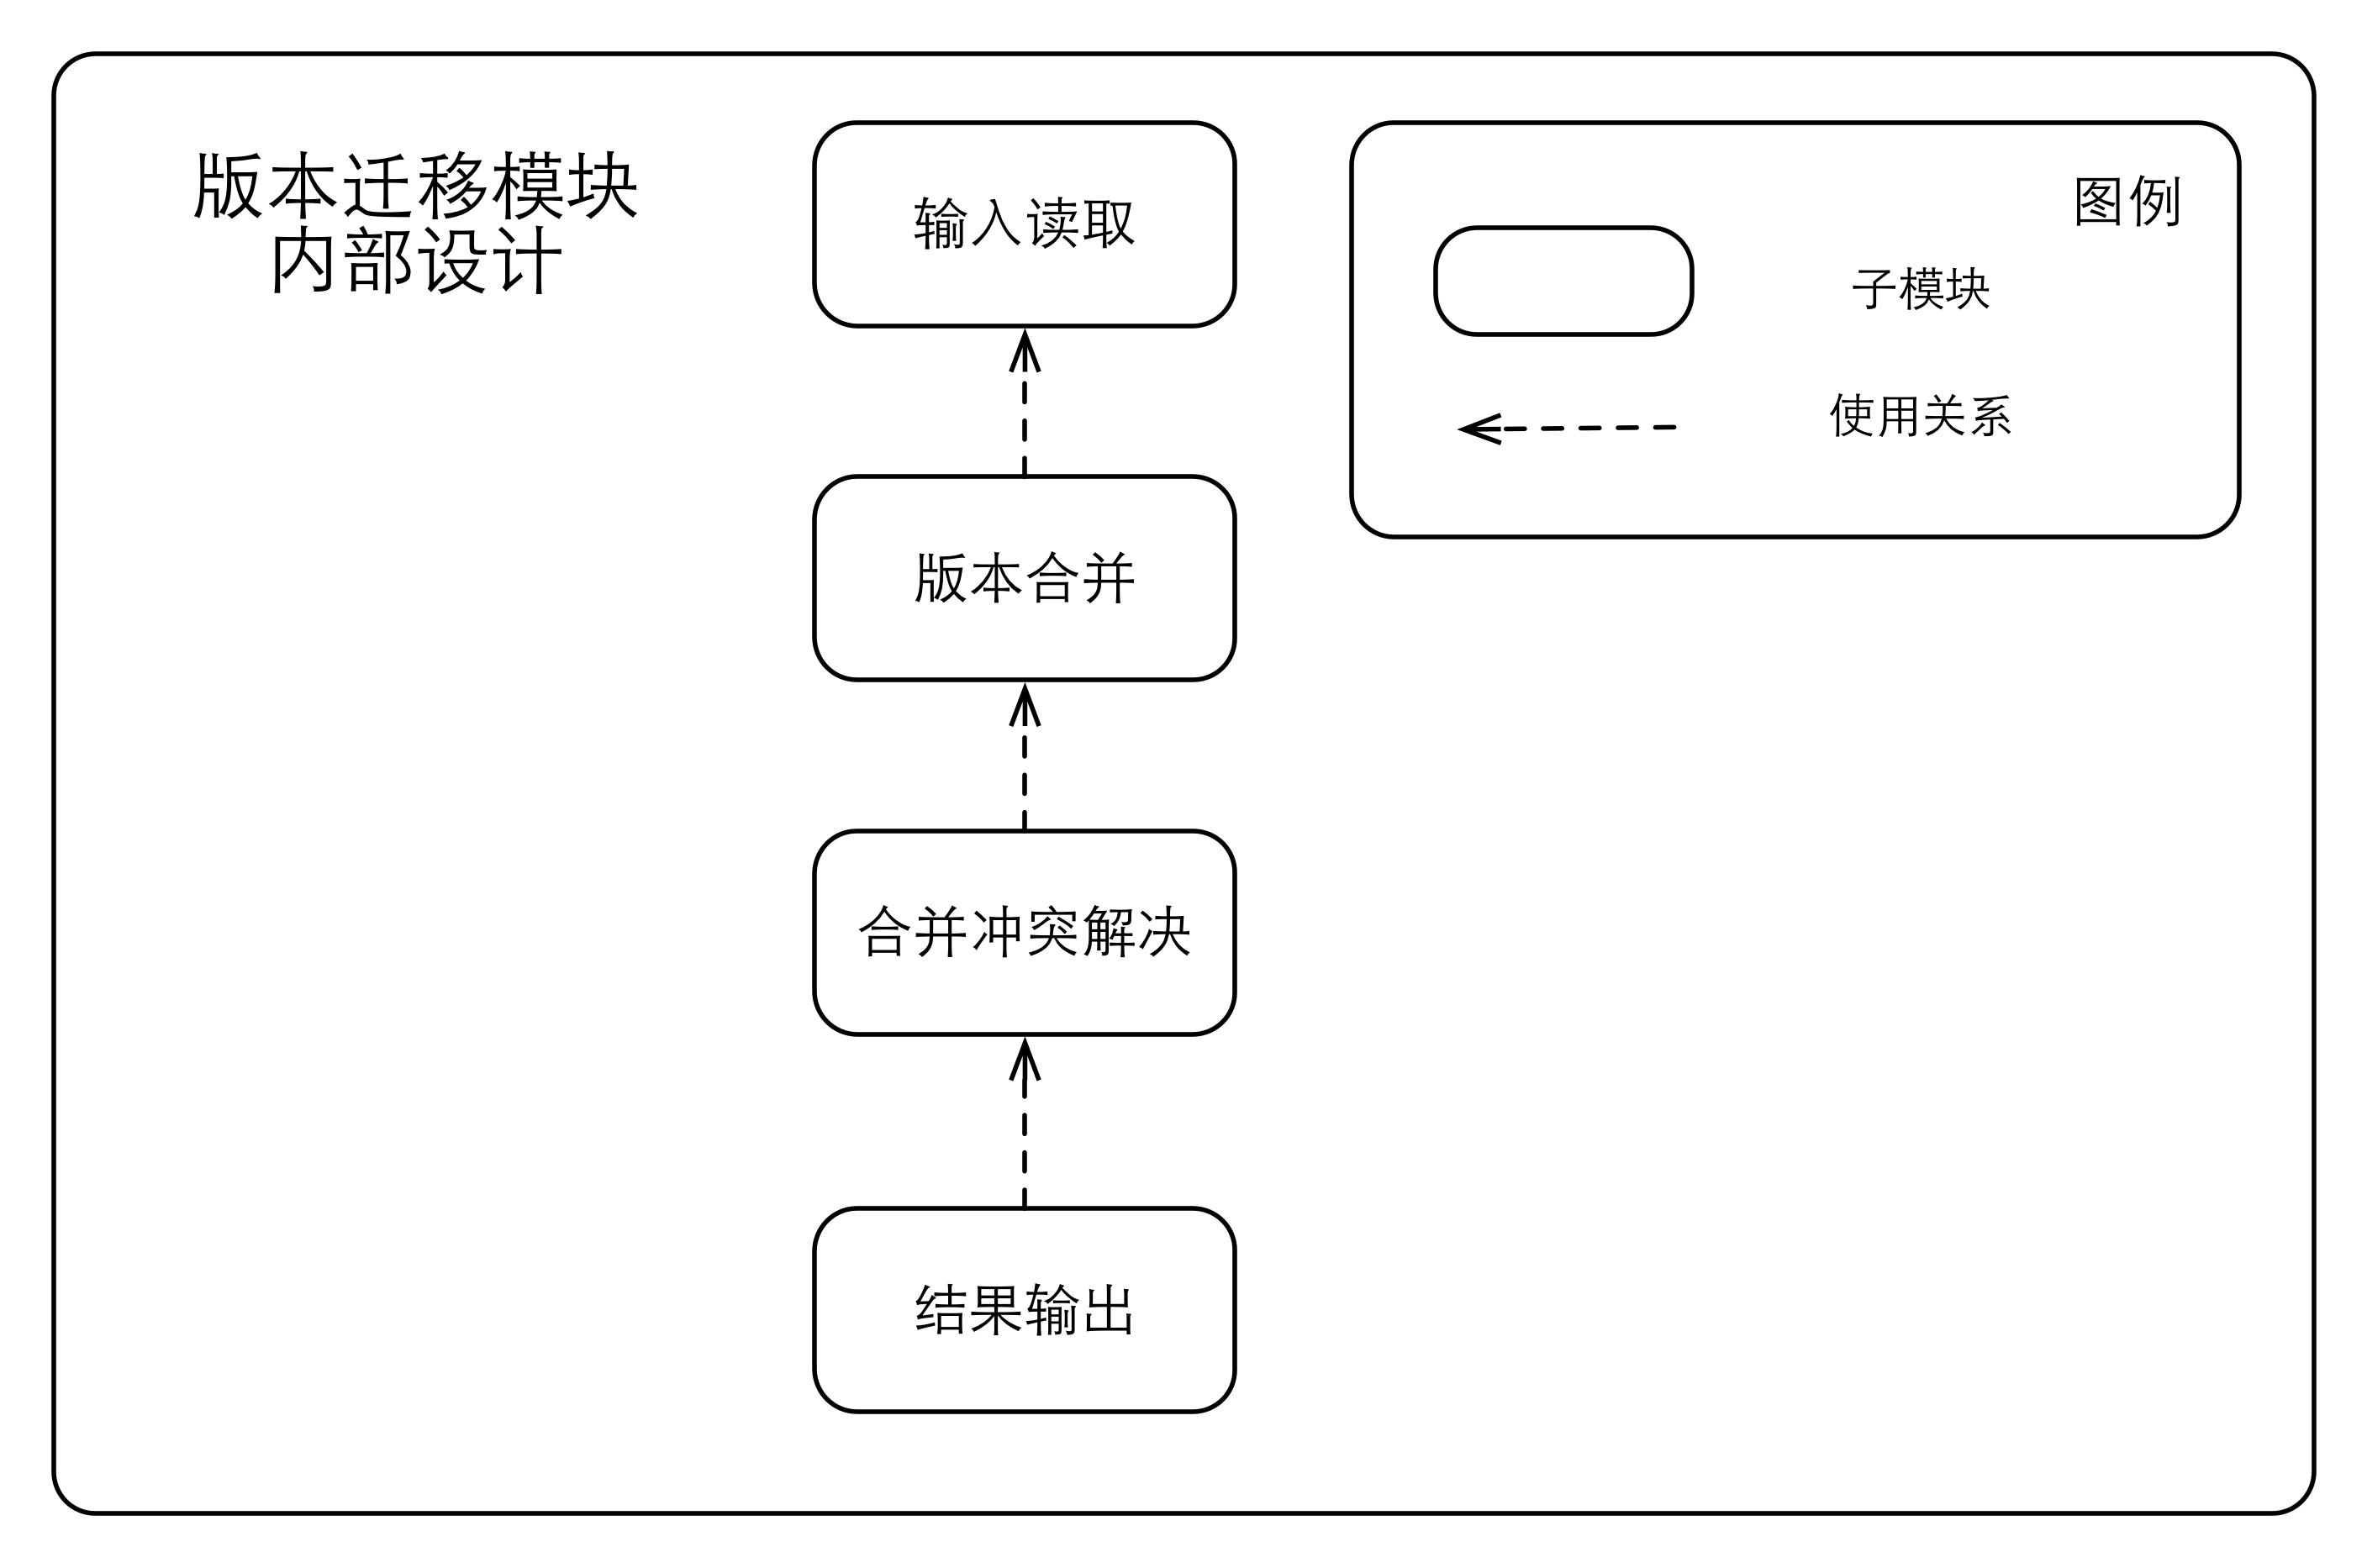 版本迁移模块
内部设计
输入读取
版本合并
合并冲突解决
结果输出
图例
子模块
使用关系